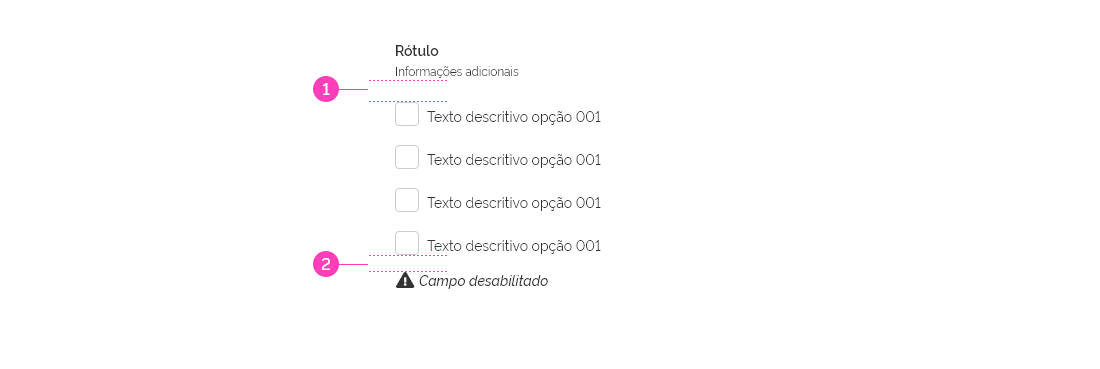 Rótulo
Informações adicionais
1
Texto descritivo opção 001
Texto descritivo opção 001
Texto descritivo opção 001
Texto descritivo opção 001
2
Campo desabilitado